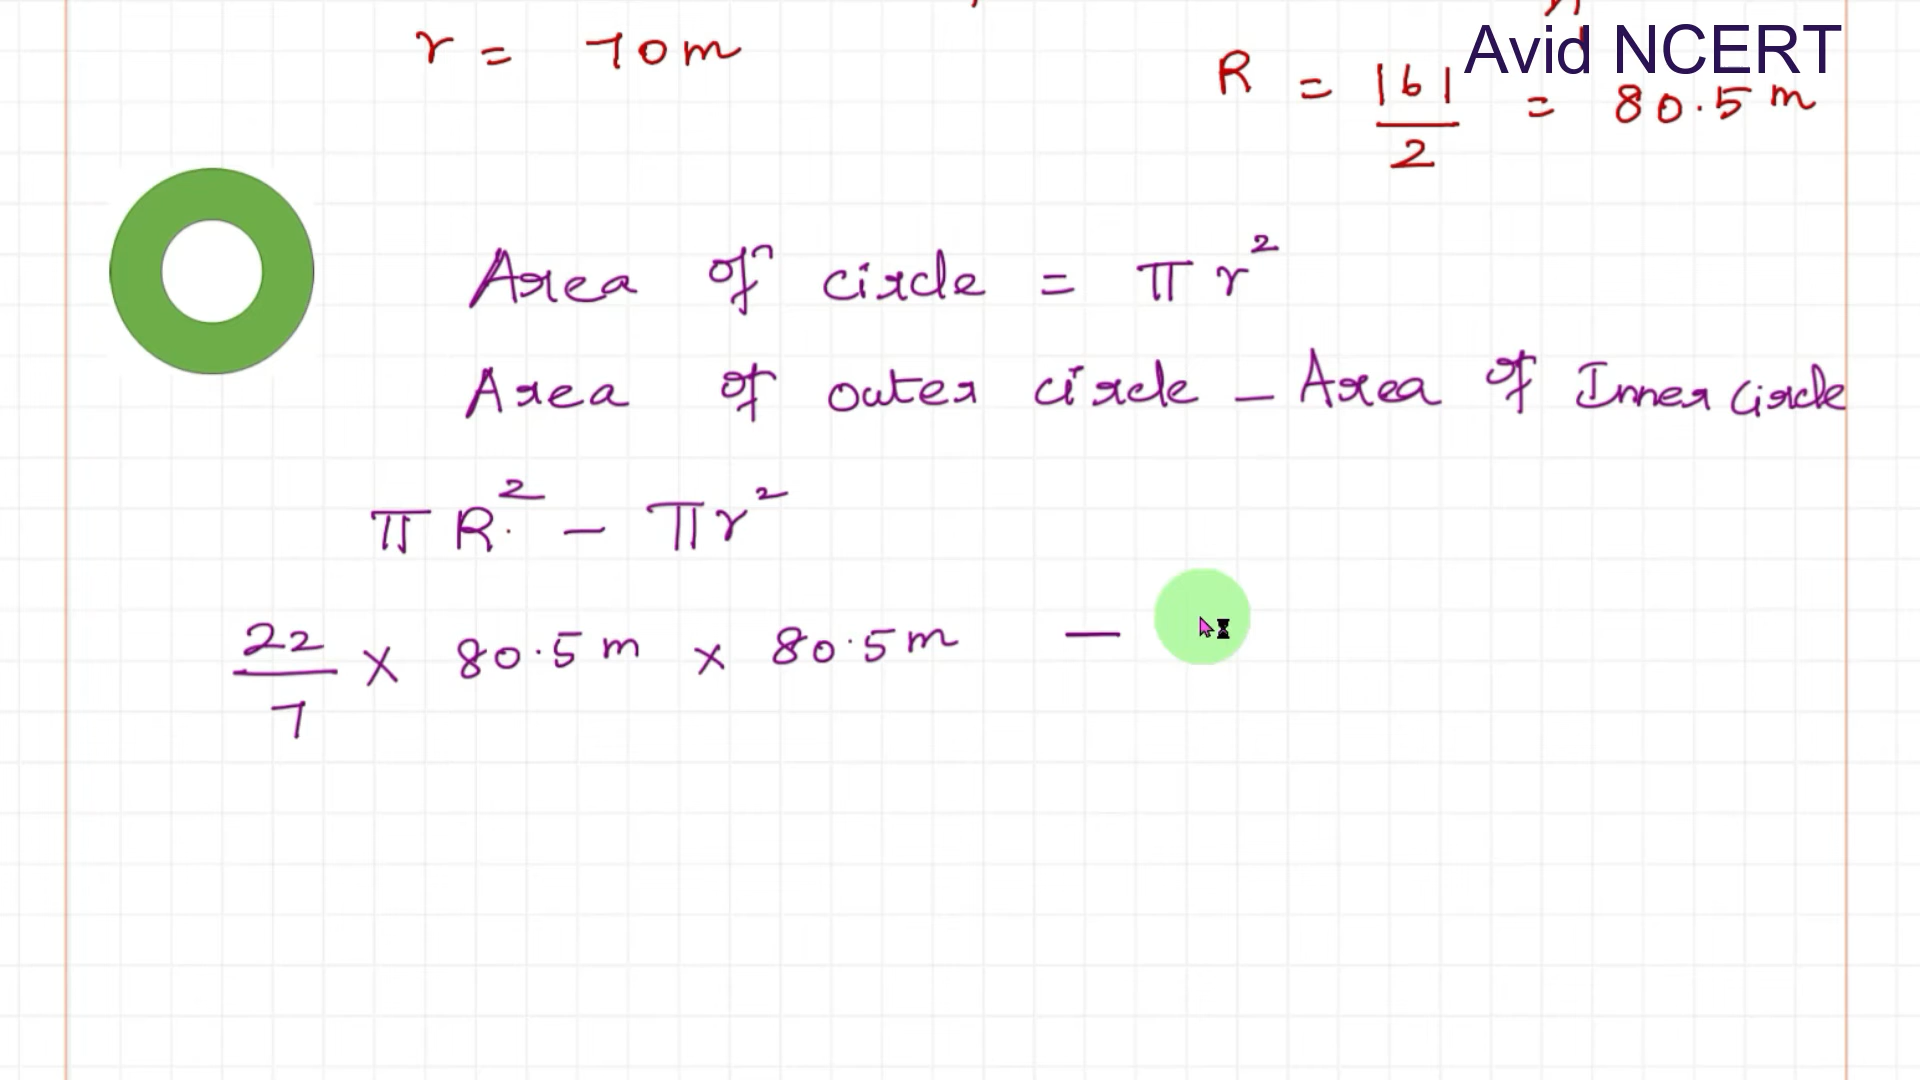 Avid NCERT
r = 70 m
R = 161/2 = 80.5 m
Area of circle = π r²
Area of outer circle – Area of Inner Circle
π R² – π r²
22/7 × 80.5 m × 80.5 m –